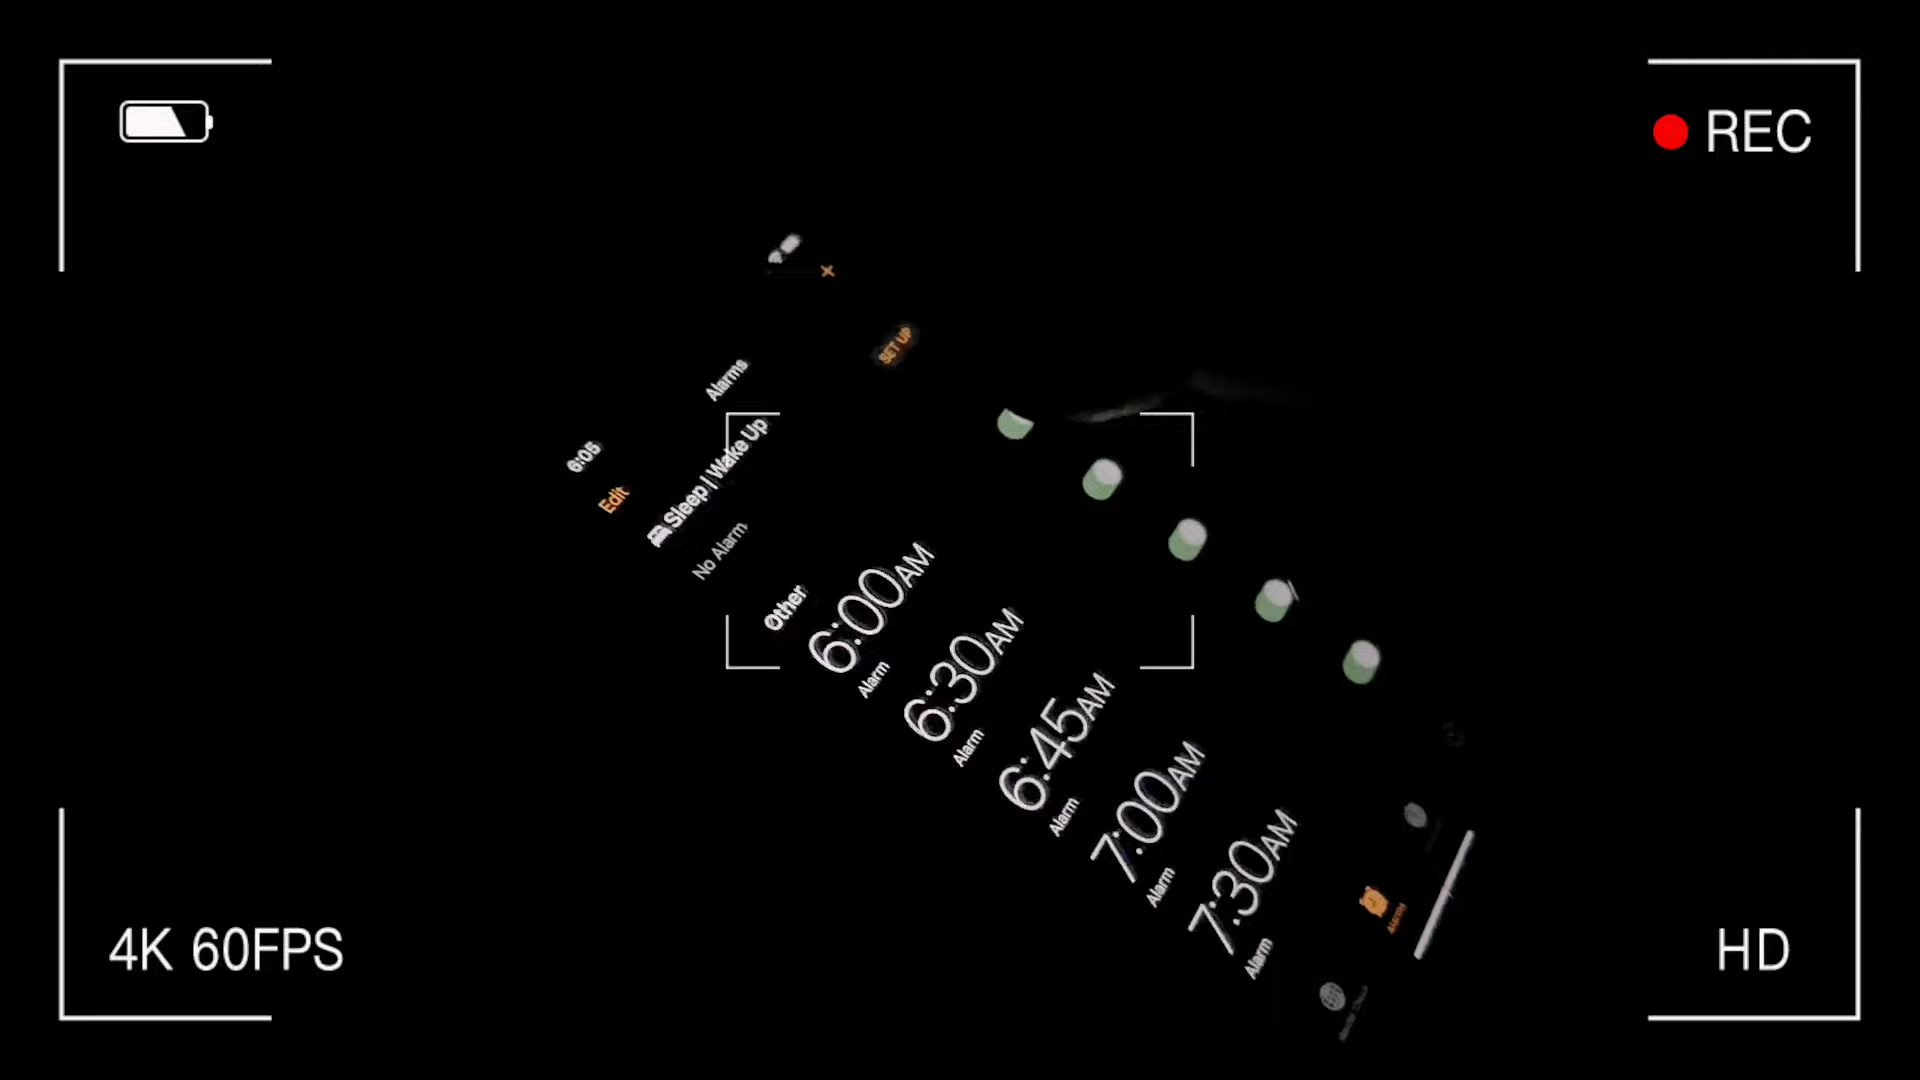 REC
6:05
Edit
Alarms
+
Sleep | Wake Up
No Alarm
SET UP
Other
6:00AM
Alarm
6:30AM
Alarm
6:45AM
Alarm
7:00AM
Alarm
7:30AM
Alarm
Alarms
4K 60FPS
HD